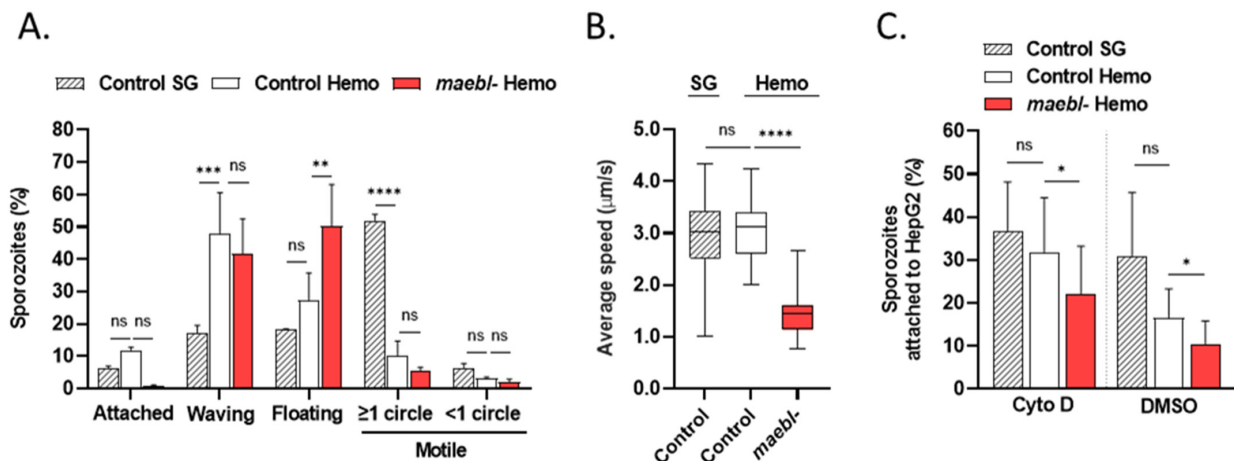 A.
Control SG Control Hemo maebl- Hemo
Sporozoites (%)
80
70
60
50
40
30
20
10
0
ns ns
*** ns
ns **
**** ns
ns ns
Attached Waving Floating ≥1 circle <1 circle
Motile
B.
SG Hemo
ns ****
Average speed (μm/s)
5.0
4.0
3.0
2.0
1.0
0.0
Control Control maebl-
C.
Control SG
Control Hemo
maebl- Hemo
Sporozoites
attached to HepG2 (%)
60
50
40
30
20
10
0
ns *
ns *
Cyto D DMSO